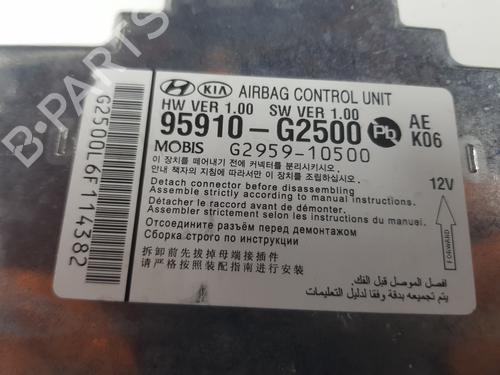 HYUNDAI KIA AIRBAG CONTROL UNIT
HW VER 1.00 SW VER 1.00
95910-G2500 Pb AE
MOBIS G2959-10500 K06
이 장치를 떼어내기 전에 커넥터를 분리시키시오.
안내 책자의 지침에 따라서만 이 장치를 조립하십시오.
Detach connector before disassembling
Assemble strictly according to manual instructions.
12V
Détacher le raccord avant de démonter.
Assembler strictement selon les instructions du manuel.
FORWARD
Отсоедините разъём перед демонтажом
Сборка строго по инструкции
拆卸前先拔掉母端接插件
请严格按照装配指南进行安装
افصل الموصل قبل الفك.
يتم تجميعه بدقة وفقا لدليل التعليمات
G2500L6F114382
B-PARTS